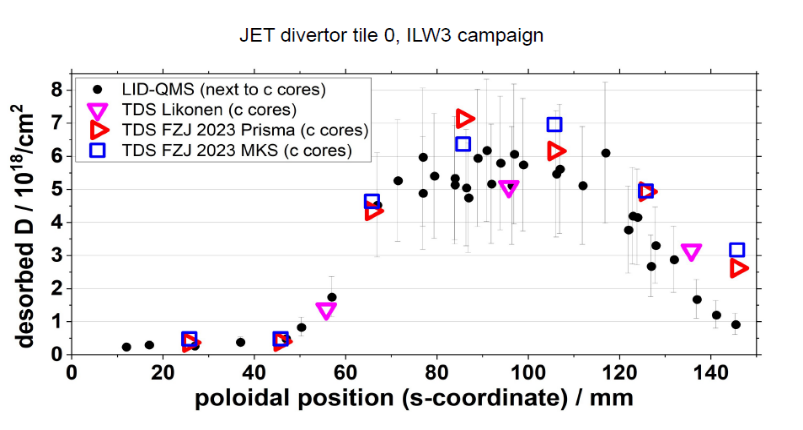 JET divertor tile 0, ILW3 campaign
LID-QMS (next to c cores)
TDS Likonen (c cores)
TDS FZJ 2023 Prisma (c cores)
TDS FZJ 2023 MKS (c cores)
desorbed D / 10¹⁸/cm²
8
7
6
5
4
3
2
1
0
0 20 40 60 80 100 120 140
poloidal position (s-coordinate) / mm